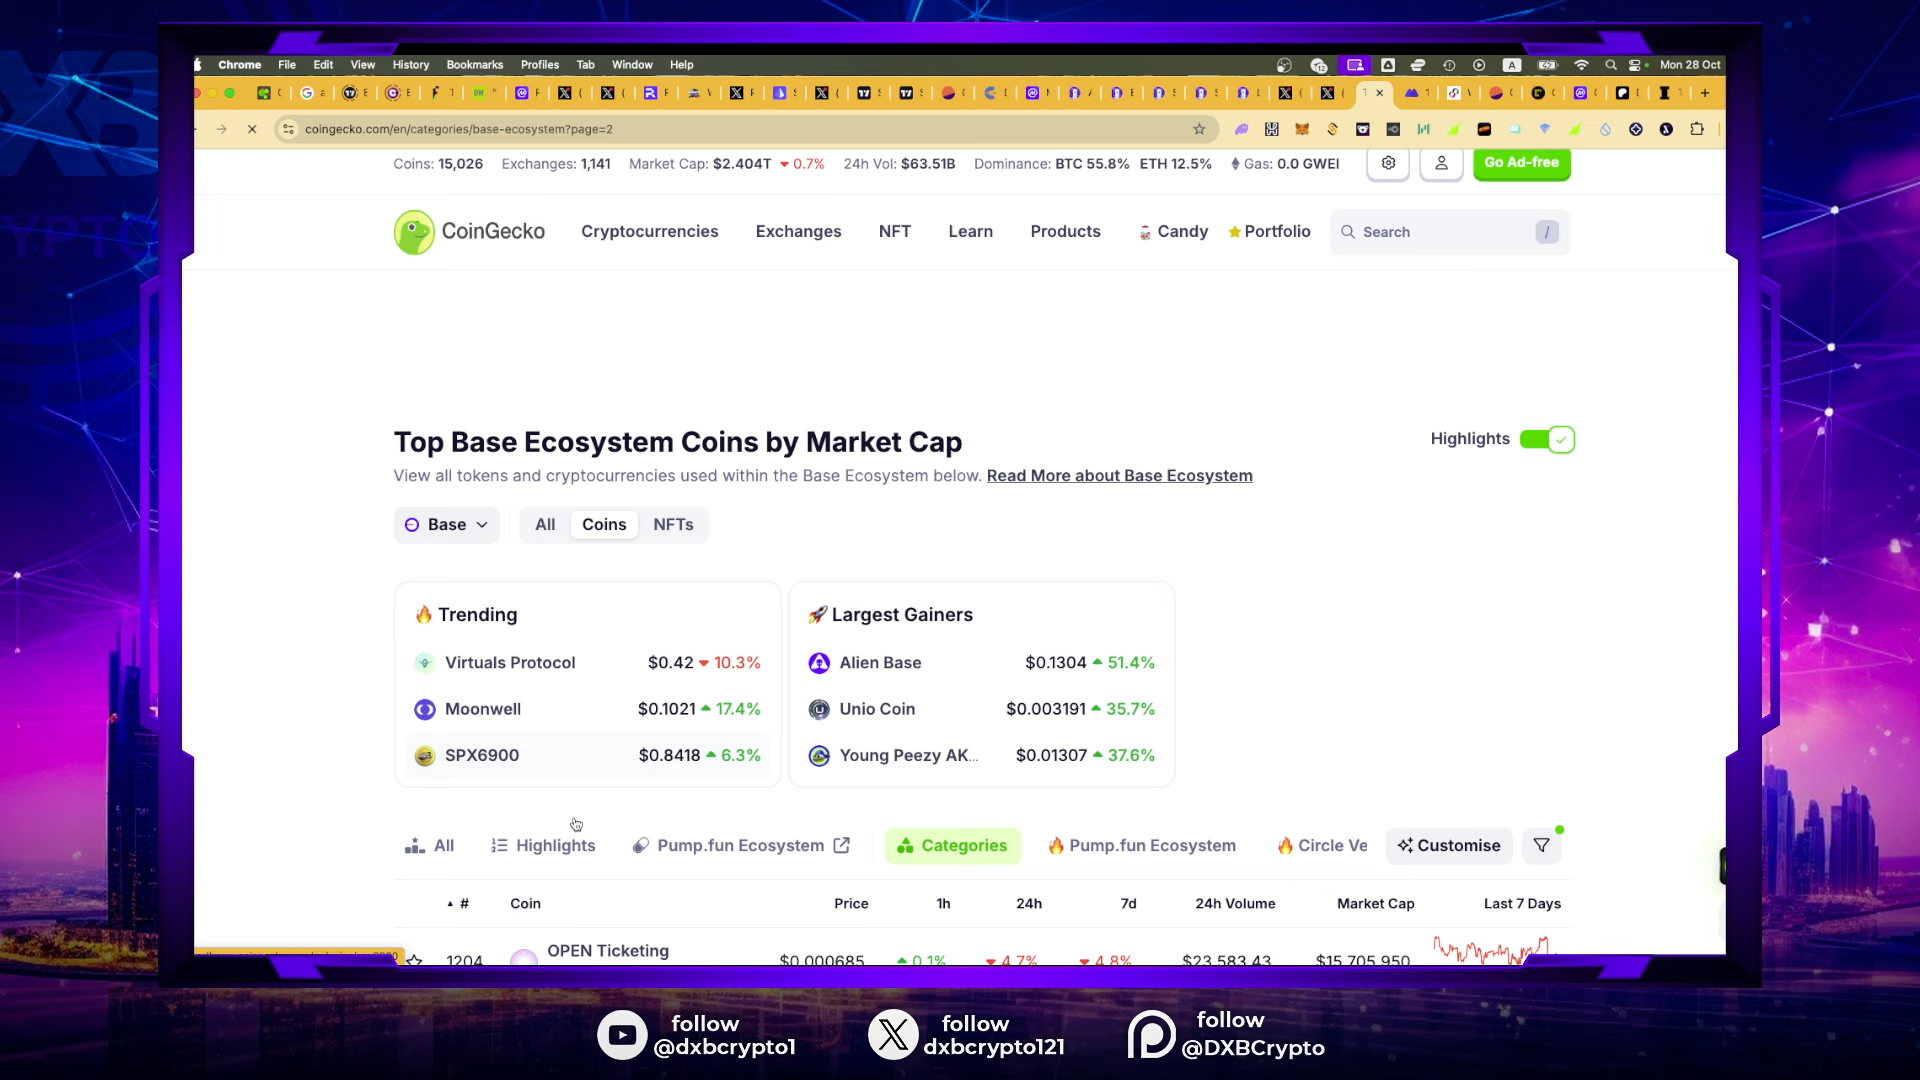 Chrome File Edit View History Bookmarks Profiles Tab Window Help
Mon 28 Oct
coingecko.com/en/categories/base-ecosystem?page=2
Coins: 15,026 Exchanges: 1,141 Market Cap: $2.404T 0.7% 24h Vol: $63.51B Dominance: BTC 55.8% ETH 12.5% Gas: 0.0 GWEI
Go Ad-free
CoinGecko Cryptocurrencies Exchanges NFT Learn Products Candy Portfolio Search /
Top Base Ecosystem Coins by Market Cap
Highlights
View all tokens and cryptocurrencies used within the Base Ecosystem below. Read More about Base Ecosystem
Base All Coins NFTs
Trending
Virtuals Protocol $0.42 10.3%
Moonwell $0.1021 17.4%
SPX6900 $0.8418 6.3%
Largest Gainers
Alien Base $0.1304 51.4%
Unio Coin $0.003191 35.7%
Young Peezy AK... $0.01307 37.6%
All Highlights Pump.fun Ecosystem Categories Pump.fun Ecosystem Circle Ve Customise
# Coin Price 1h 24h 7d 24h Volume Market Cap Last 7 Days
OPEN Ticketing
1204 $0.000685 0.1% 4.7% 4.8% $23,583.43 $15,705,950
follow
@dxbcrypto1
follow
dxbcrypto121
follow
@DXBCrypto